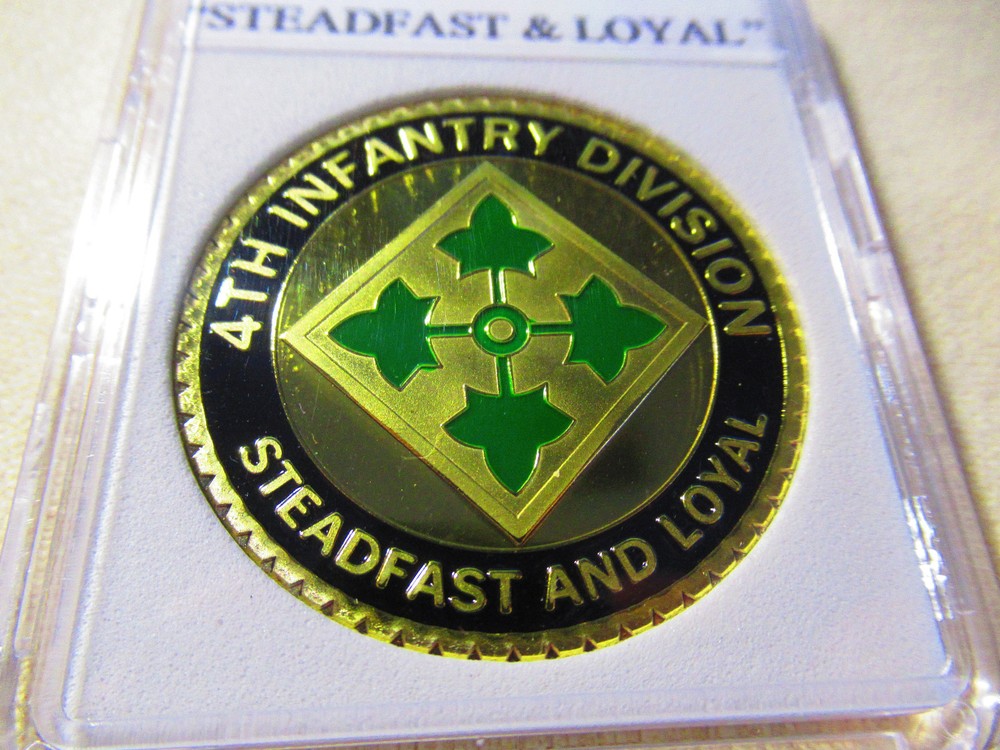 "STEADFAST & LOYAL"
4TH INFANTRY DIVISION
STEADFAST AND LOYAL